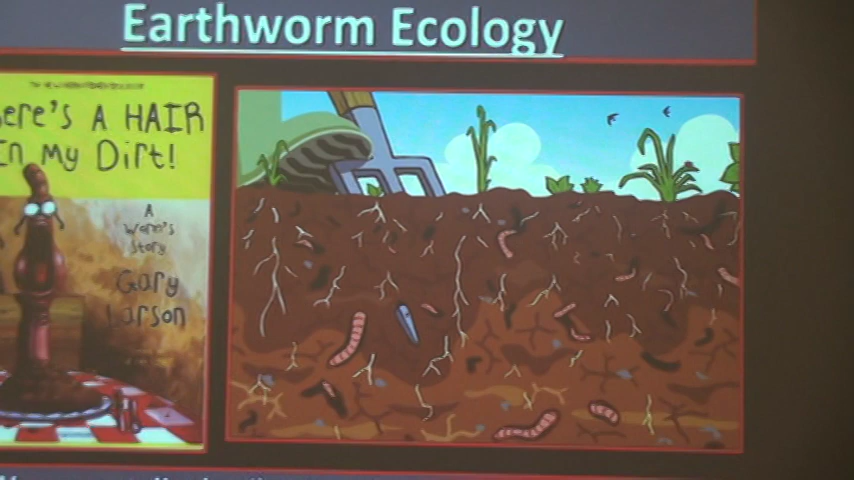 Earthworm Ecology
ere's A HAIR
In My Dirt!
A
Worm's
Story
Gary
Larson